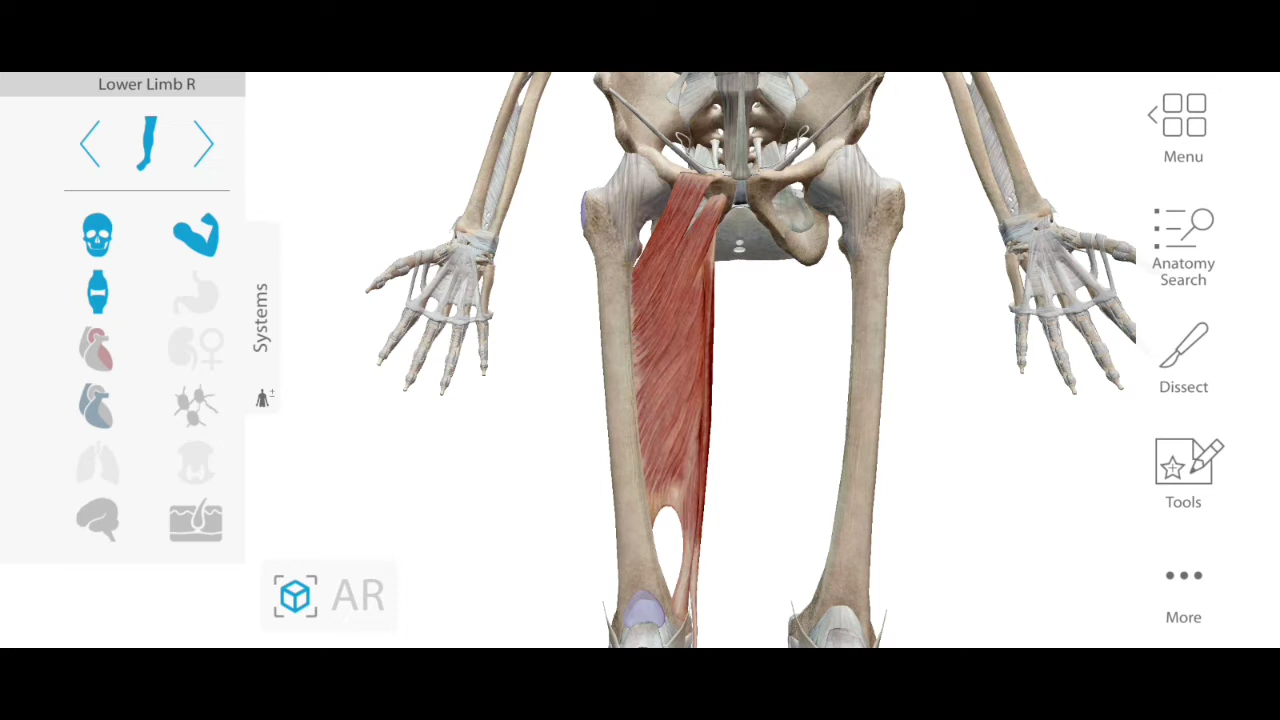 Lower Limb R
Systems
AR
Menu
Anatomy
Search
Dissect
Tools
More